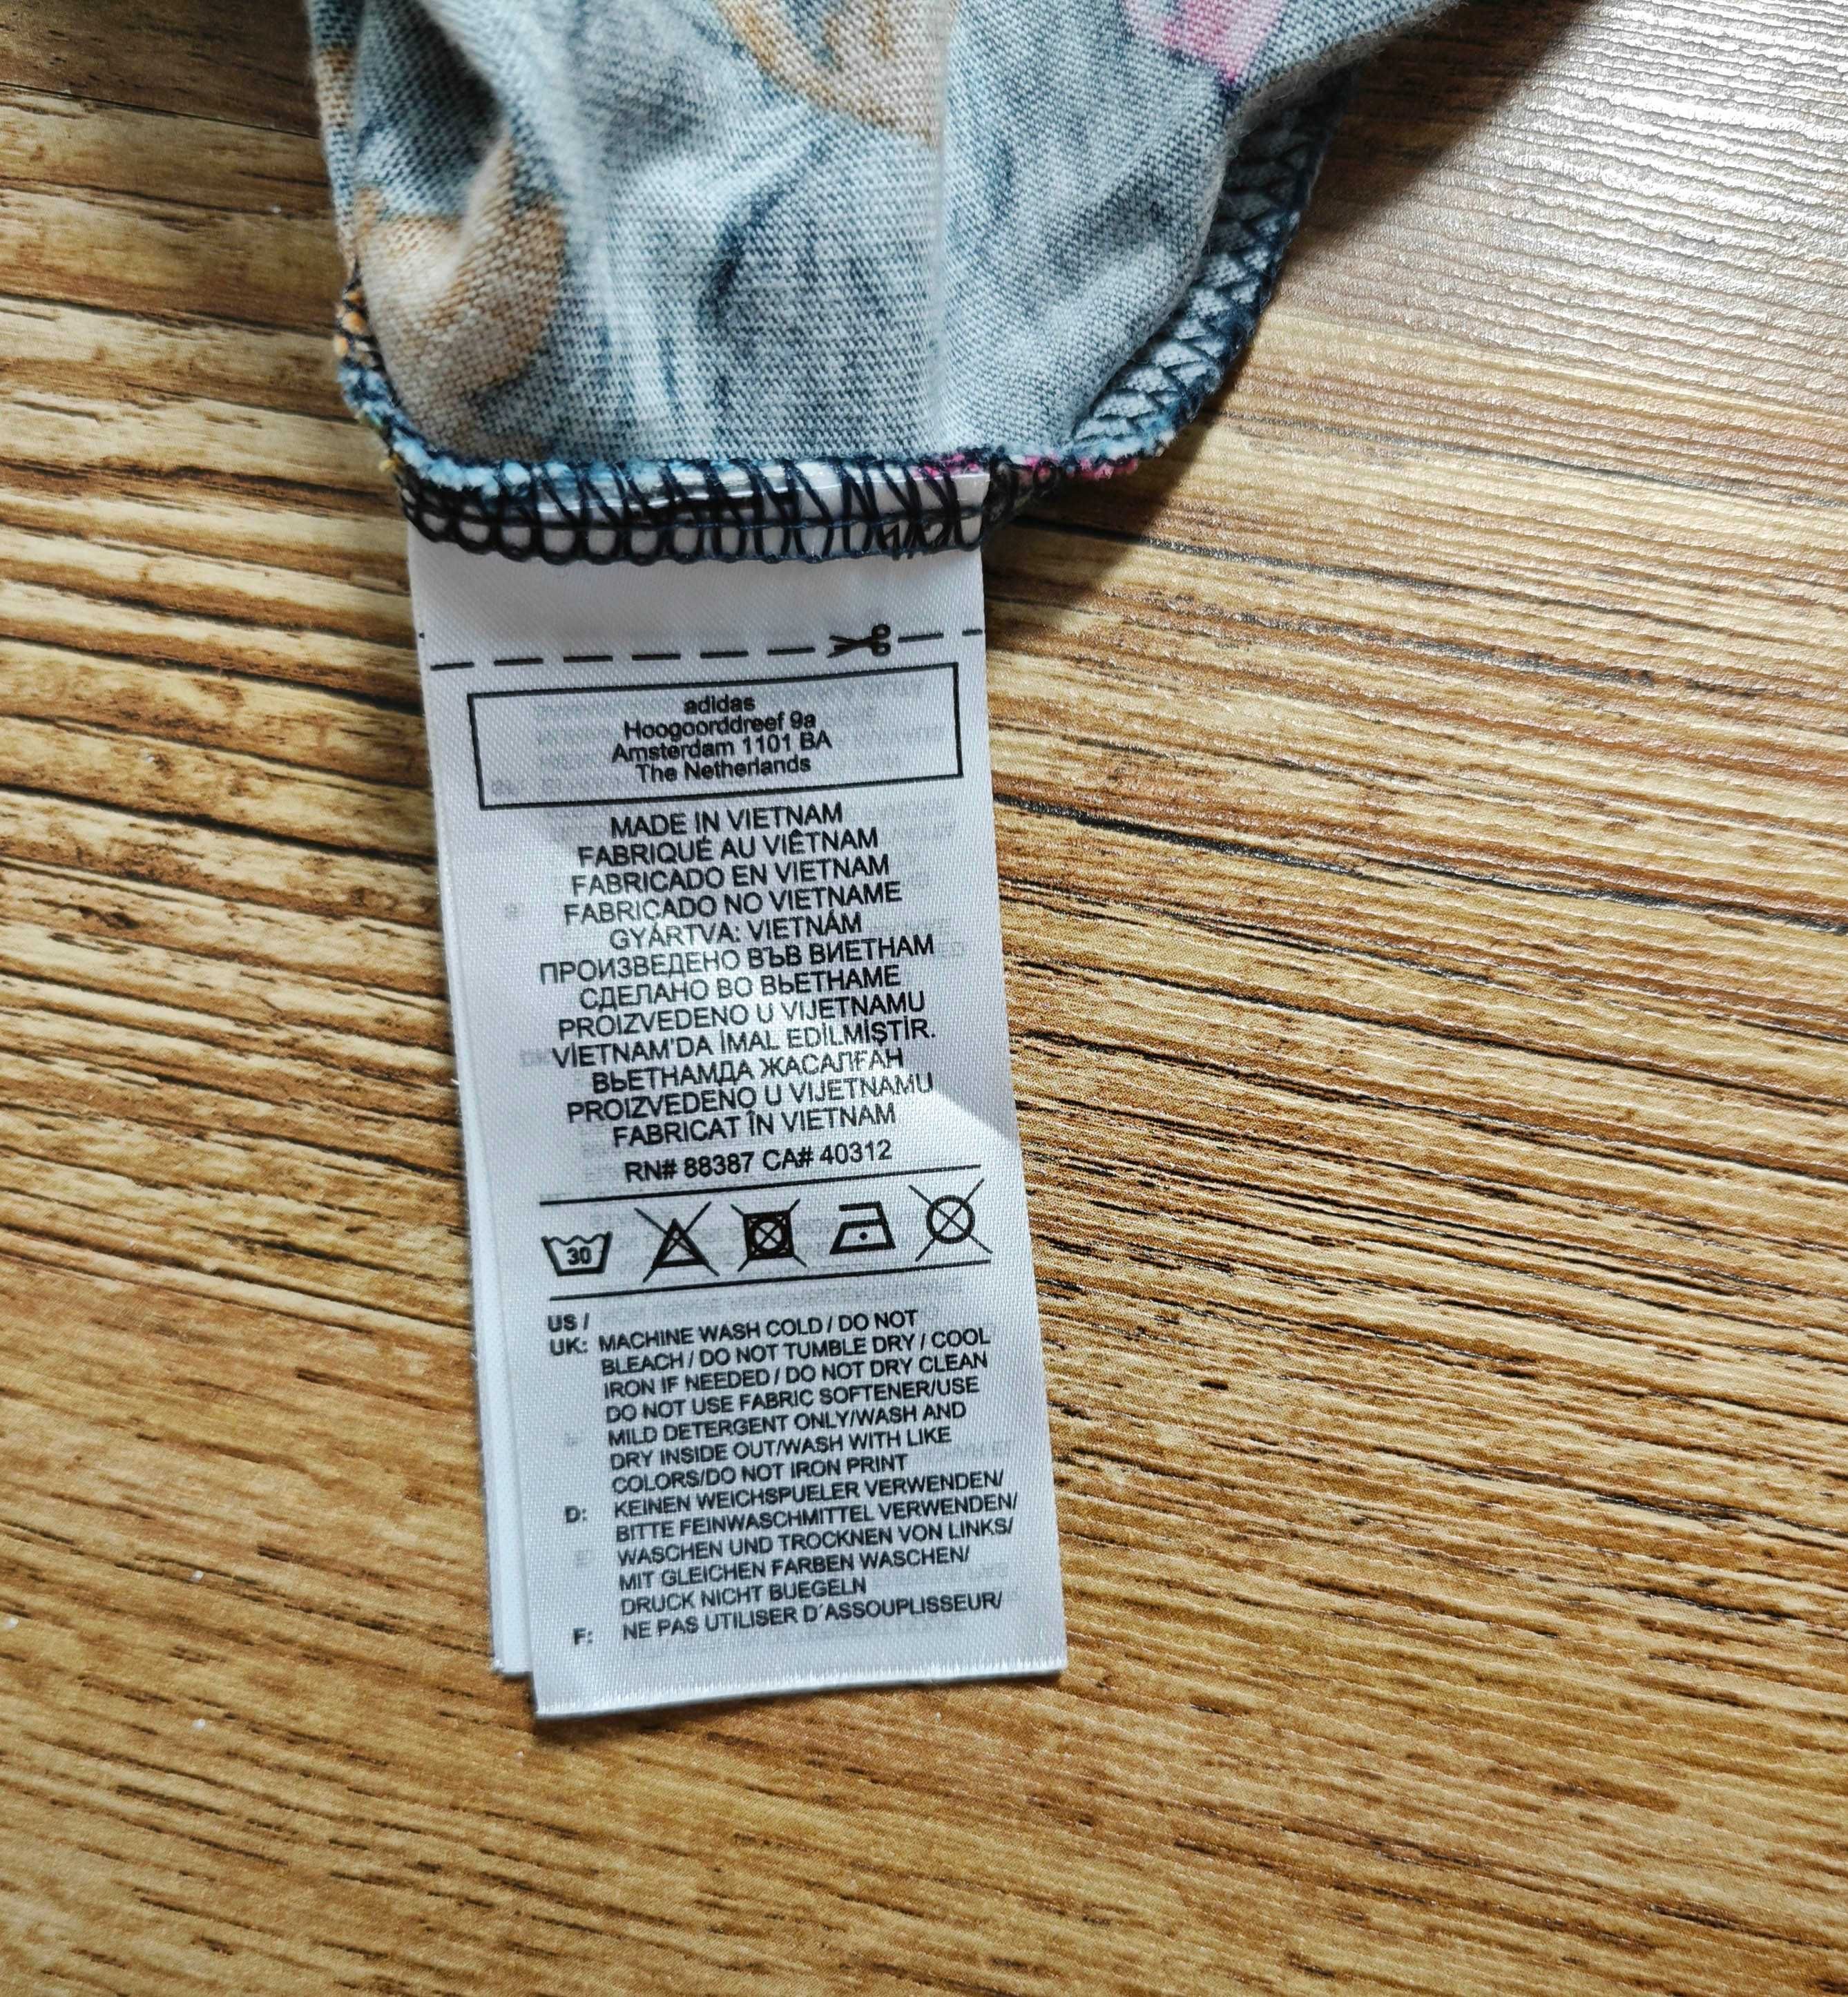 adidas
Hoogoorddreef 9a
Amsterdam 1101 BA
The Netherlands
MADE IN VIETNAM
FABRIQUÉ AU VIÊTNAM
FABRICADO EN VIETNAM
FABRICADO NO VIETNAME
GYÁRTVA: VIETNÁM
ПРОИЗВЕДЕНО ВЪВ ВИЕТНАМ
СДЕЛАНО ВО ВЬЕТНАМЕ
PROIZVEDENO U VIJETNAMU
VİETNAM'DA İMAL EDİLMİŞTİR.
ВЬЕТНАМДА ЖАСАЛҒАН
PROIZVEDENO U VIJETNAMU
FABRICAT ÎN VIETNAM
RN# 88387 CA# 40312
30
US /
UK: MACHINE WASH COLD / DO NOT
BLEACH / DO NOT TUMBLE DRY / COOL
IRON IF NEEDED / DO NOT DRY CLEAN
DO NOT USE FABRIC SOFTENER/USE
MILD DETERGENT ONLY/WASH AND
DRY INSIDE OUT/WASH WITH LIKE
COLORS/DO NOT IRON PRINT
D: KEINEN WEICHSPUELER VERWENDEN/
BITTE FEINWASCHMITTEL VERWENDEN/
WASCHEN UND TROCKNEN VON LINKS/
MIT GLEICHEN FARBEN WASCHEN/
DRUCK NICHT BUEGELN
F: NE PAS UTILISER D´ASSOUPLISSEUR/